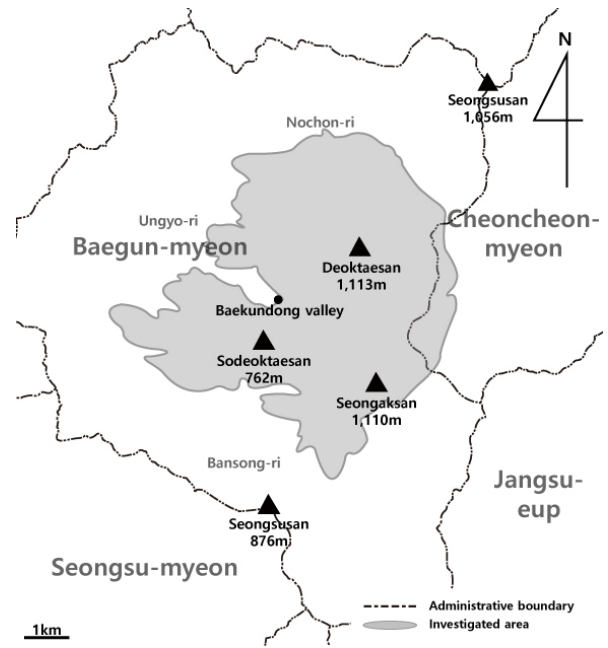 N
Seongsusan
1,056m
Nochon-ri
Ungyo-ri
Baegun-myeon
Cheoncheon-
myeon
Deoktaesan
1,113m
Baekundong valley
Sodeoktaesan
762m
Seongaksan
1,110m
Bansong-ri
Jangsu-
eup
Seongsusan
876m
Seongsu-myeon
Administrative boundary
Investigated area
1km